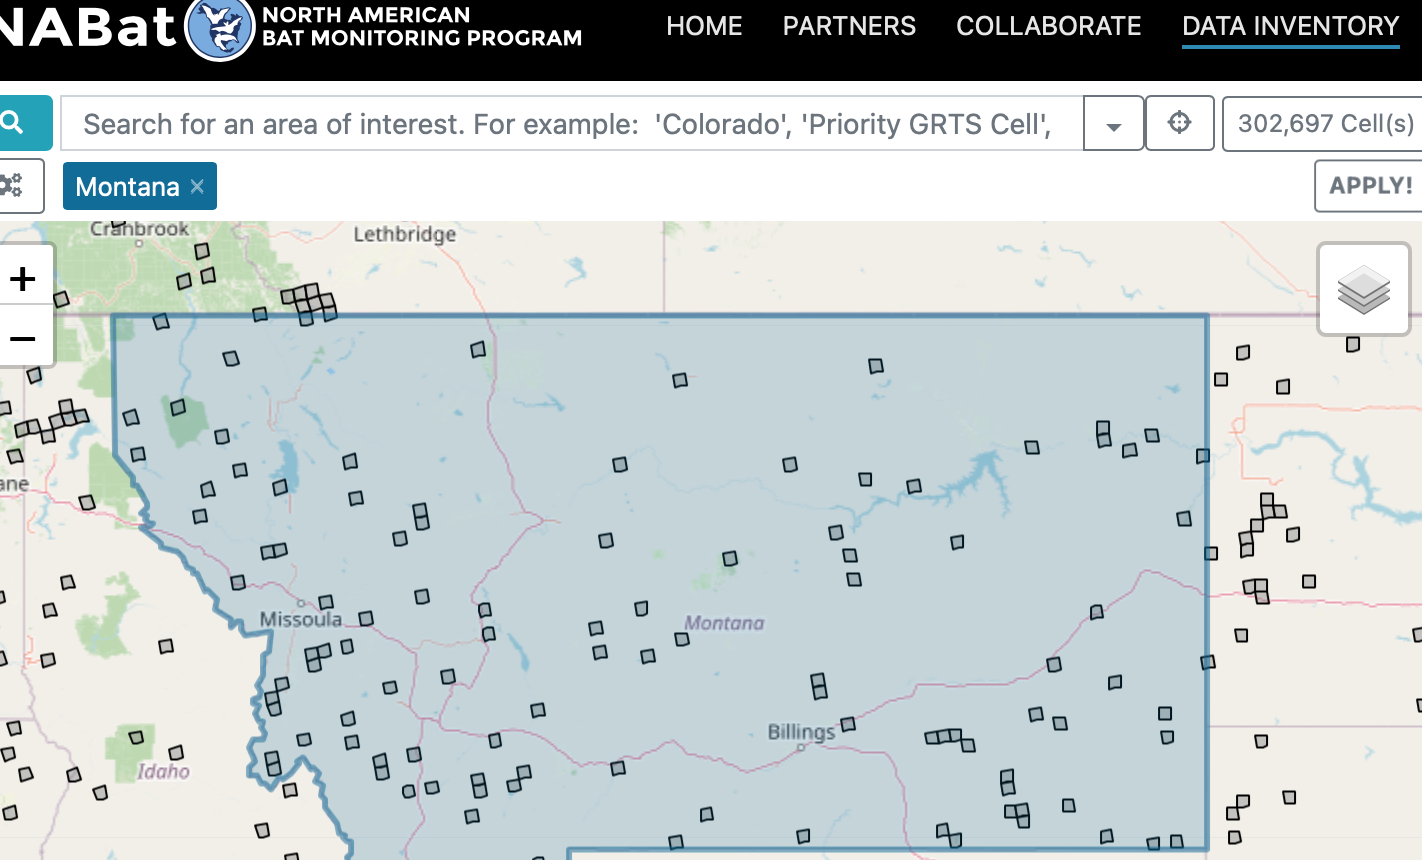 NABat
NORTH AMERICAN
BAT MONITORING PROGRAM
HOME
PARTNERS
COLLABORATE
DATA INVENTORY
Search for an area of interest. For example: 'Colorado', 'Priority GRTS Cell',
302,697 Cell(s)
Montana ×
APPLY!
Cranbrook
Lethbridge
+
−
ane
Missoula
Montana
Billings
Idaho